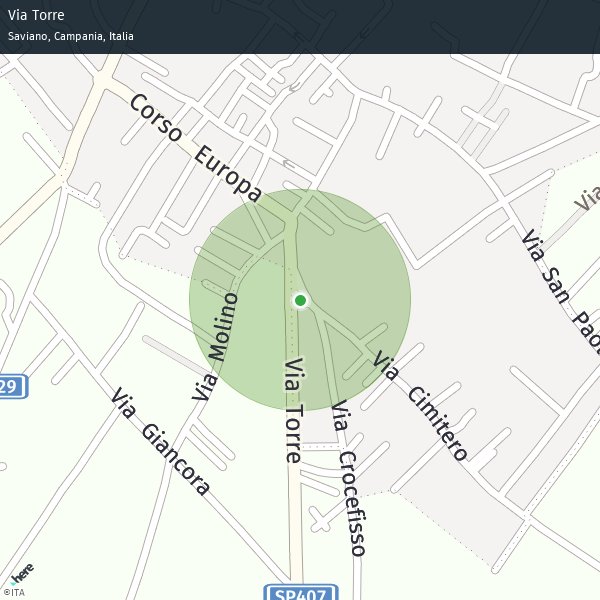 Via Torre
Saviano, Campania, Italia
Corso Europa
Via
Via San Paol
Via Molino
29
Via Torre
Via Cimitero
Via Giancora
Via Crocefisso
here
©ITA
SP407